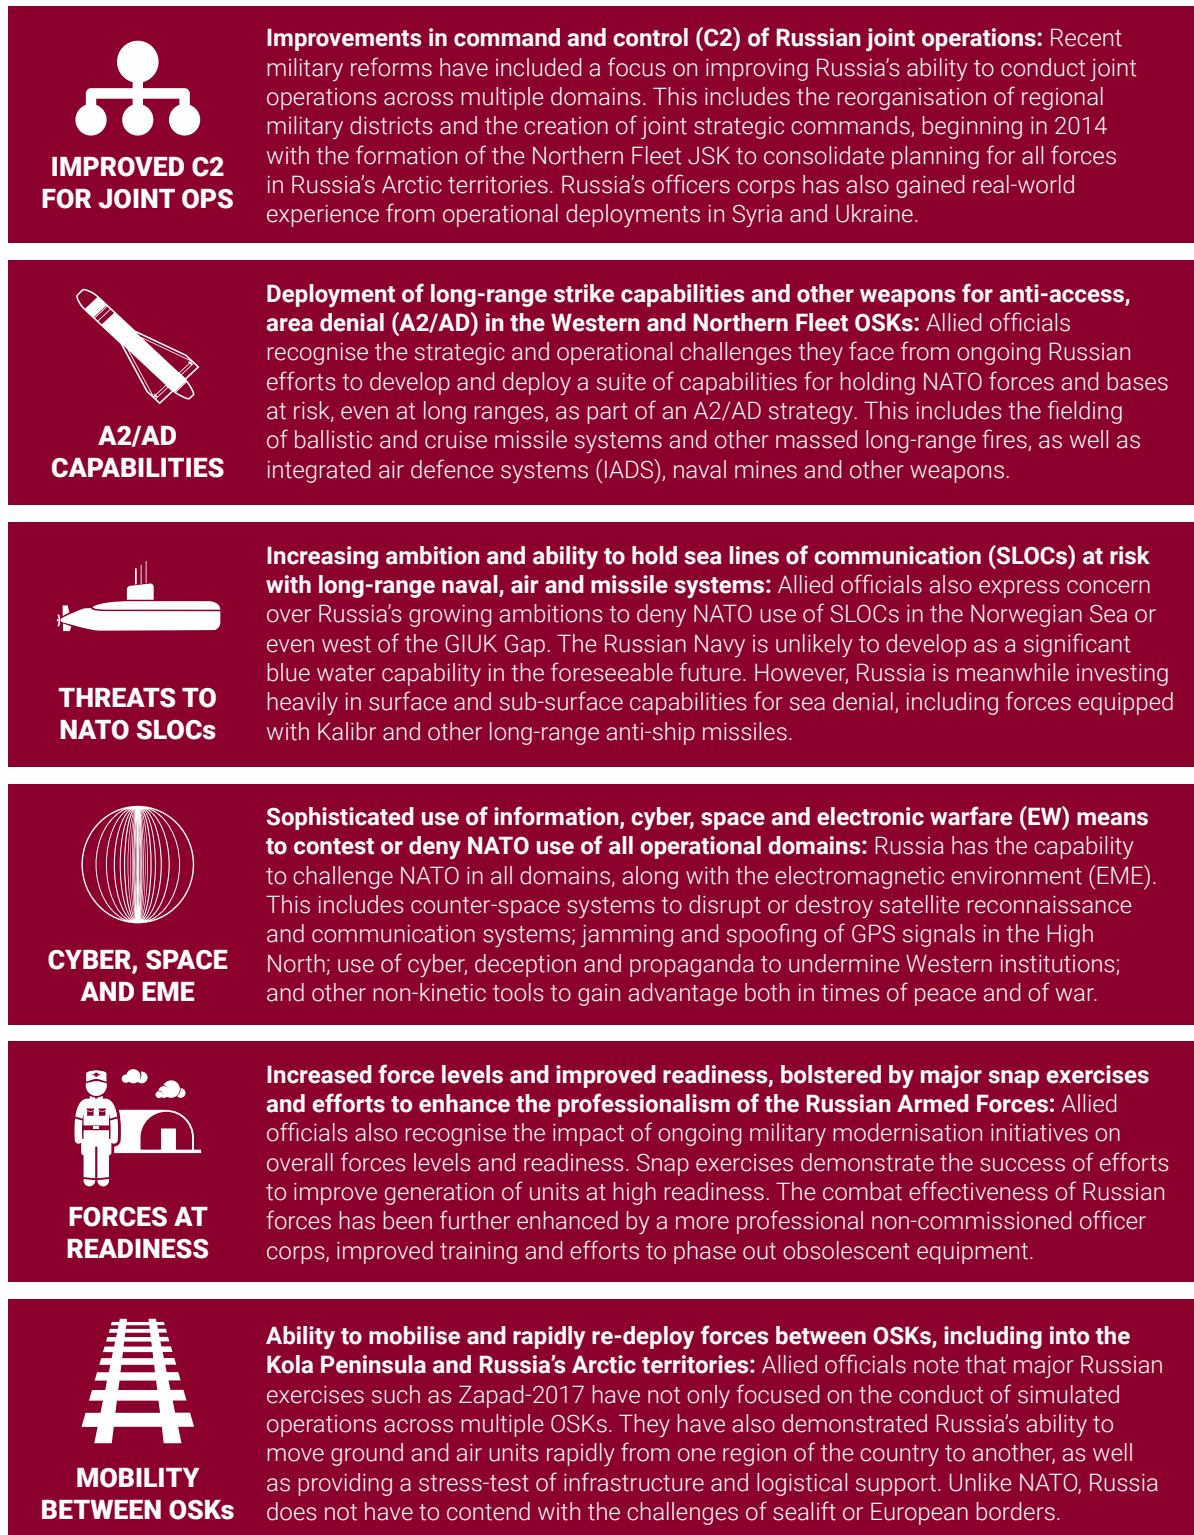 IMPROVED C2
FOR JOINT OPS
Improvements in command and control (C2) of Russian joint operations: Recent
military reforms have included a focus on improving Russia's ability to conduct joint
operations across multiple domains. This includes the reorganisation of regional
military districts and the creation of joint strategic commands, beginning in 2014
with the formation of the Northern Fleet JSK to consolidate planning for all forces
in Russia's Arctic territories. Russia's officers corps has also gained real-world
experience from operational deployments in Syria and Ukraine.
A2/AD
CAPABILITIES
Deployment of long-range strike capabilities and other weapons for anti-access,
area denial (A2/AD) in the Western and Northern Fleet OSKs: Allied officials
recognise the strategic and operational challenges they face from ongoing Russian
efforts to develop and deploy a suite of capabilities for holding NATO forces and bases
at risk, even at long ranges, as part of an A2/AD strategy. This includes the fielding
of ballistic and cruise missile systems and other massed long-range fires, as well as
integrated air defence systems (IADS), naval mines and other weapons.
THREATS TO
NATO SLOCs
Increasing ambition and ability to hold sea lines of communication (SLOCs) at risk
with long-range naval, air and missile systems: Allied officials also express concern
over Russia's growing ambitions to deny NATO use of SLOCs in the Norwegian Sea or
even west of the GIUK Gap. The Russian Navy is unlikely to develop as a significant
blue water capability in the foreseeable future. However, Russia is meanwhile investing
heavily in surface and sub-surface capabilities for sea denial, including forces equipped
with Kalibr and other long-range anti-ship missiles.
CYBER, SPACE
AND EME
Sophisticated use of information, cyber, space and electronic warfare (EW) means
to contest or deny NATO use of all operational domains: Russia has the capability
to challenge NATO in all domains, along with the electromagnetic environment (EME).
This includes counter-space systems to disrupt or destroy satellite reconnaissance
and communication systems; jamming and spoofing of GPS signals in the High
North; use of cyber, deception and propaganda to undermine Western institutions;
and other non-kinetic tools to gain advantage both in times of peace and of war.
FORCES AT
READINESS
Increased force levels and improved readiness, bolstered by major snap exercises
and efforts to enhance the professionalism of the Russian Armed Forces: Allied
officials also recognise the impact of ongoing military modernisation initiatives on
overall forces levels and readiness. Snap exercises demonstrate the success of efforts
to improve generation of units at high readiness. The combat effectiveness of Russian
forces has been further enhanced by a more professional non-commissioned officer
corps, improved training and efforts to phase out obsolescent equipment.
MOBILITY
BETWEEN OSKs
Ability to mobilise and rapidly re-deploy forces between OSKs, including into the
Kola Peninsula and Russia's Arctic territories: Allied officials note that major Russian
exercises such as Zapad-2017 have not only focused on the conduct of simulated
operations across multiple OSKs. They have also demonstrated Russia's ability to
move ground and air units rapidly from one region of the country to another, as well
as providing a stress-test of infrastructure and logistical support. Unlike NATO, Russia
does not have to contend with the challenges of sealift or European borders.